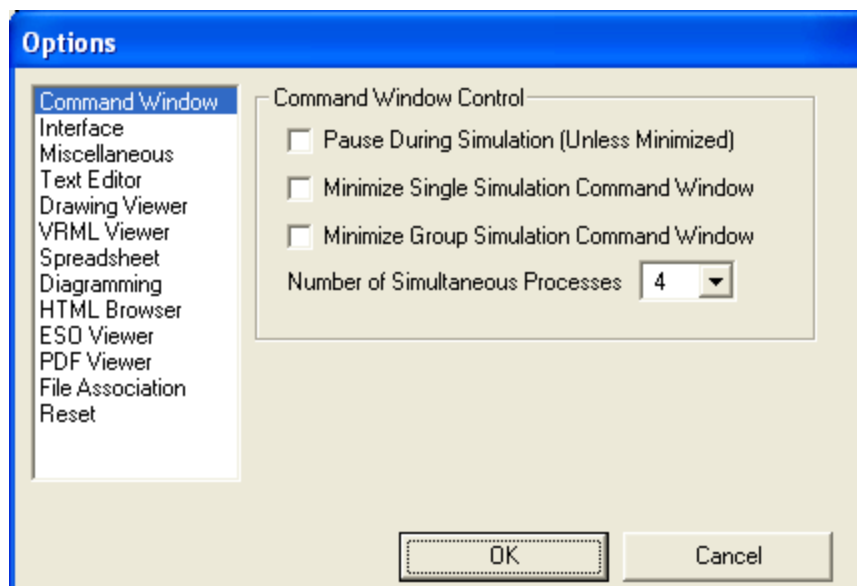 Options
Command Window
Interface
Miscellaneous
Text Editor
Drawing Viewer
VRML Viewer
Spreadsheet
Diagramming
HTML Browser
ESO Viewer
PDF Viewer
File Association
Reset
Command Window Control
Pause During Simulation (Unless Minimized)
Minimize Single Simulation Command Window
Minimize Group Simulation Command Window
Number of Simultaneous Processes 4
OK Cancel